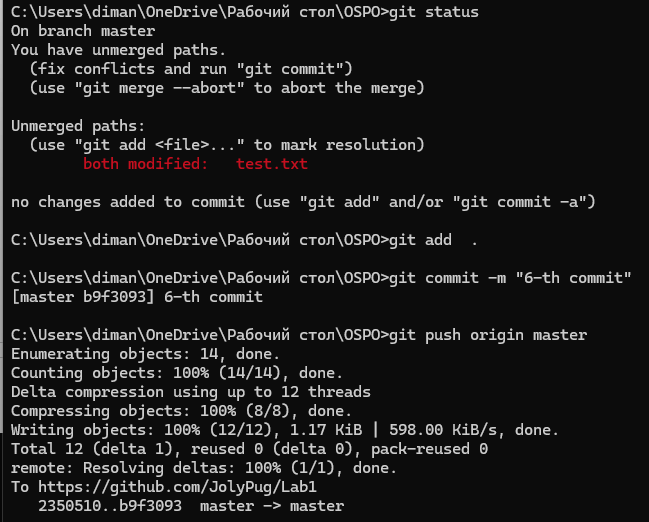 C:\Users\diman\OneDrive\Рабочий стол\OSPO>git status
On branch master
You have unmerged paths.
  (fix conflicts and run "git commit")
  (use "git merge --abort" to abort the merge)

Unmerged paths:
  (use "git add <file>..." to mark resolution)
        both modified:   test.txt

no changes added to commit (use "git add" and/or "git commit -a")

C:\Users\diman\OneDrive\Рабочий стол\OSPO>git add  .

C:\Users\diman\OneDrive\Рабочий стол\OSPO>git commit -m "6-th commit"
[master b9f3093] 6-th commit

C:\Users\diman\OneDrive\Рабочий стол\OSPO>git push origin master
Enumerating objects: 14, done.
Counting objects: 100% (14/14), done.
Delta compression using up to 12 threads
Compressing objects: 100% (8/8), done.
Writing objects: 100% (12/12), 1.17 KiB | 598.00 KiB/s, done.
Total 12 (delta 1), reused 0 (delta 0), pack-reused 0
remote: Resolving deltas: 100% (1/1), done.
To https://github.com/JolyPug/Lab1
   2350510..b9f3093  master -> master